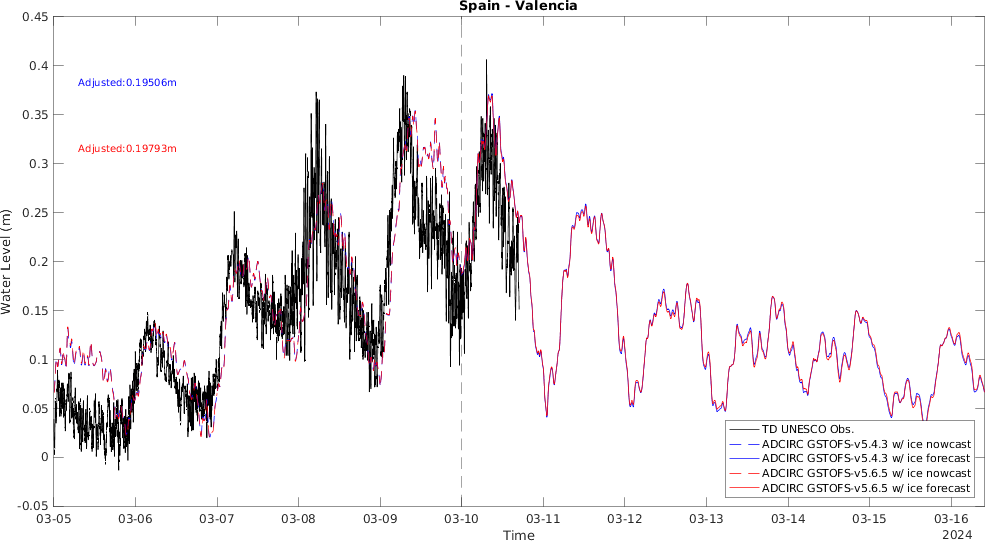 Spain - Valencia
0.45
0.4
0.35
0.3
0.25
0.2
0.15
0.1
0.05
0
-0.05
Water Level (m)
Adjusted:0.19506m
Adjusted:0.19793m
TD UNESCO Obs.
ADCIRC GSTOFS-v5.4.3 w/ ice nowcast
ADCIRC GSTOFS-v5.4.3 w/ ice forecast
ADCIRC GSTOFS-v5.6.5 w/ ice nowcast
ADCIRC GSTOFS-v5.6.5 w/ ice forecast
03-05 03-06 03-07 03-08 03-09 03-10 03-11 03-12 03-13 03-14 03-15 03-16
Time
2024